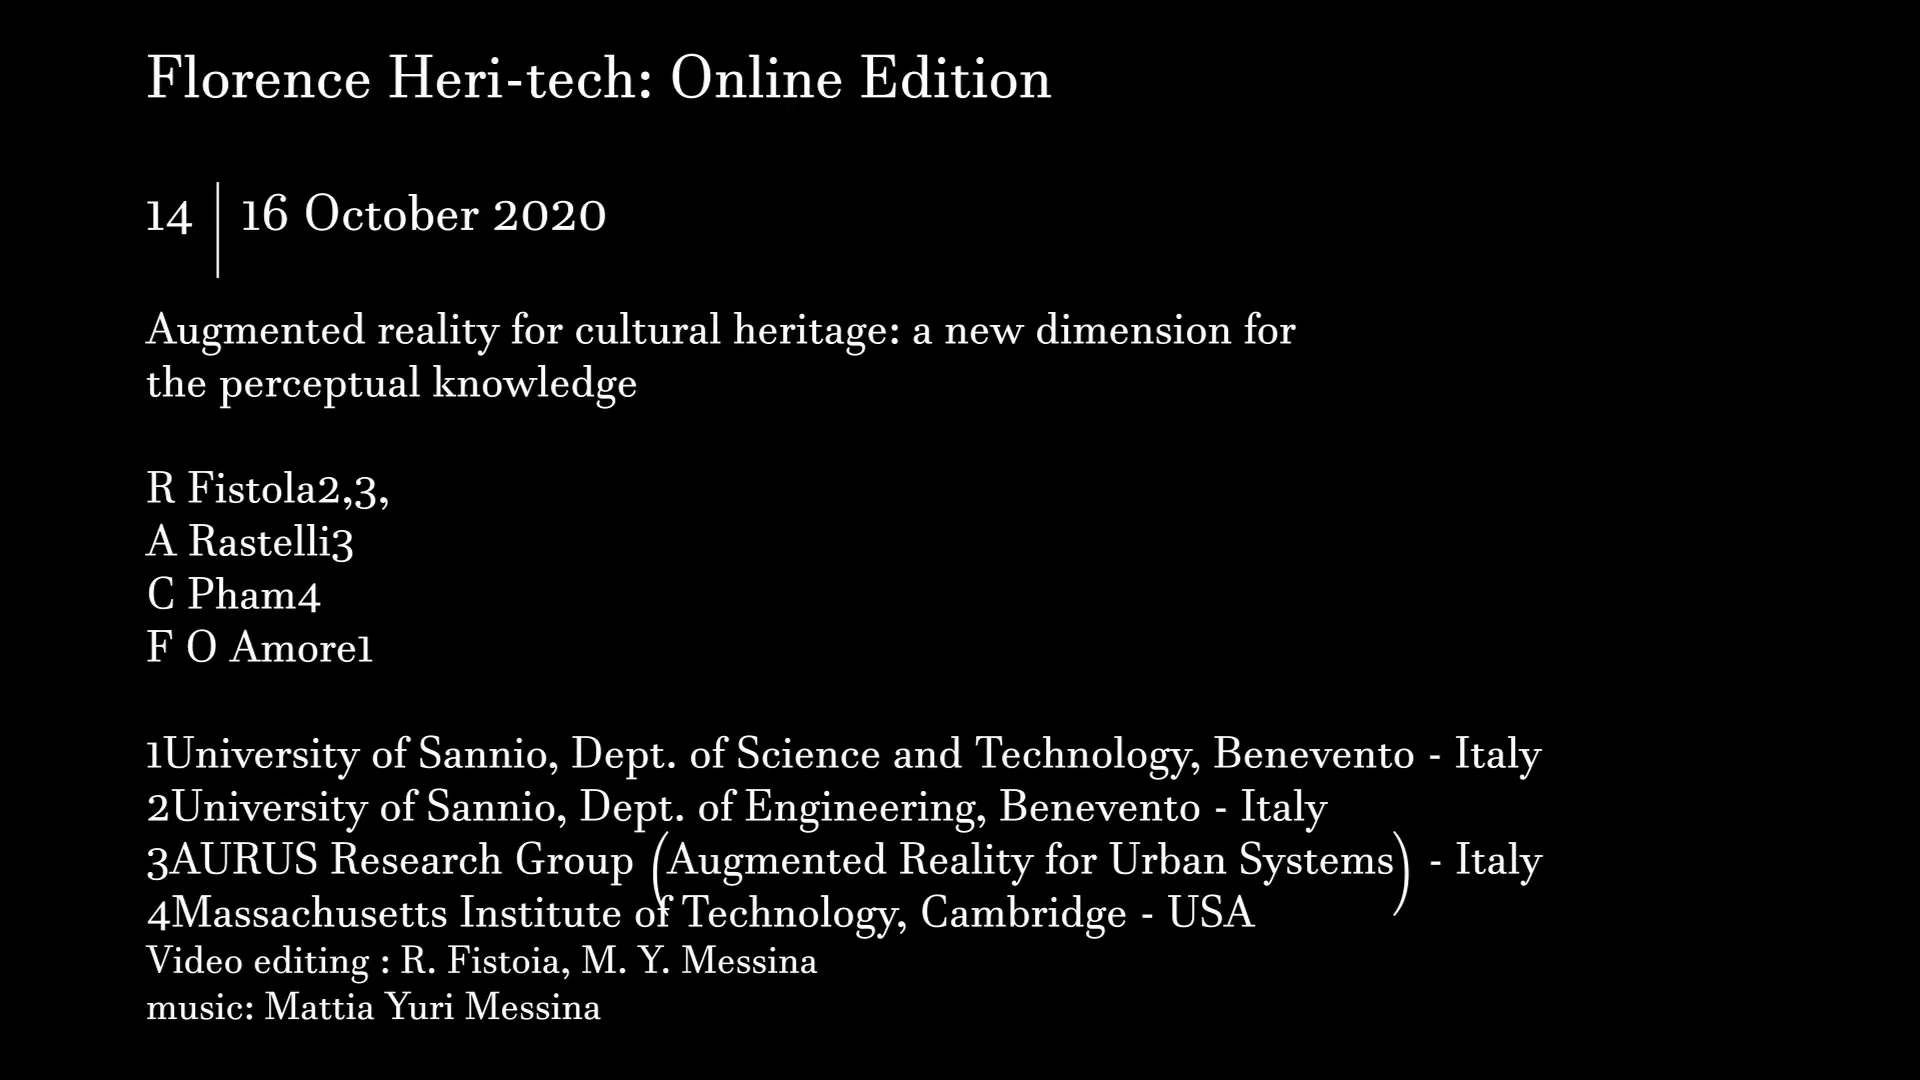 Florence Heri-tech: Online Edition
14 | 16 October 2020
Augmented reality for cultural heritage: a new dimension for
the perceptual knowledge
R Fistola2,3,
A Rastelli3
C Pham4
F O Amore1
1University of Sannio, Dept. of Science and Technology, Benevento - Italy
2University of Sannio, Dept. of Engineering, Benevento - Italy
3AURUS Research Group (Augmented Reality for Urban Systems) - Italy
4Massachusetts Institute of Technology, Cambridge - USA
Video editing : R. Fistoia, M. Y. Messina
music: Mattia Yuri Messina